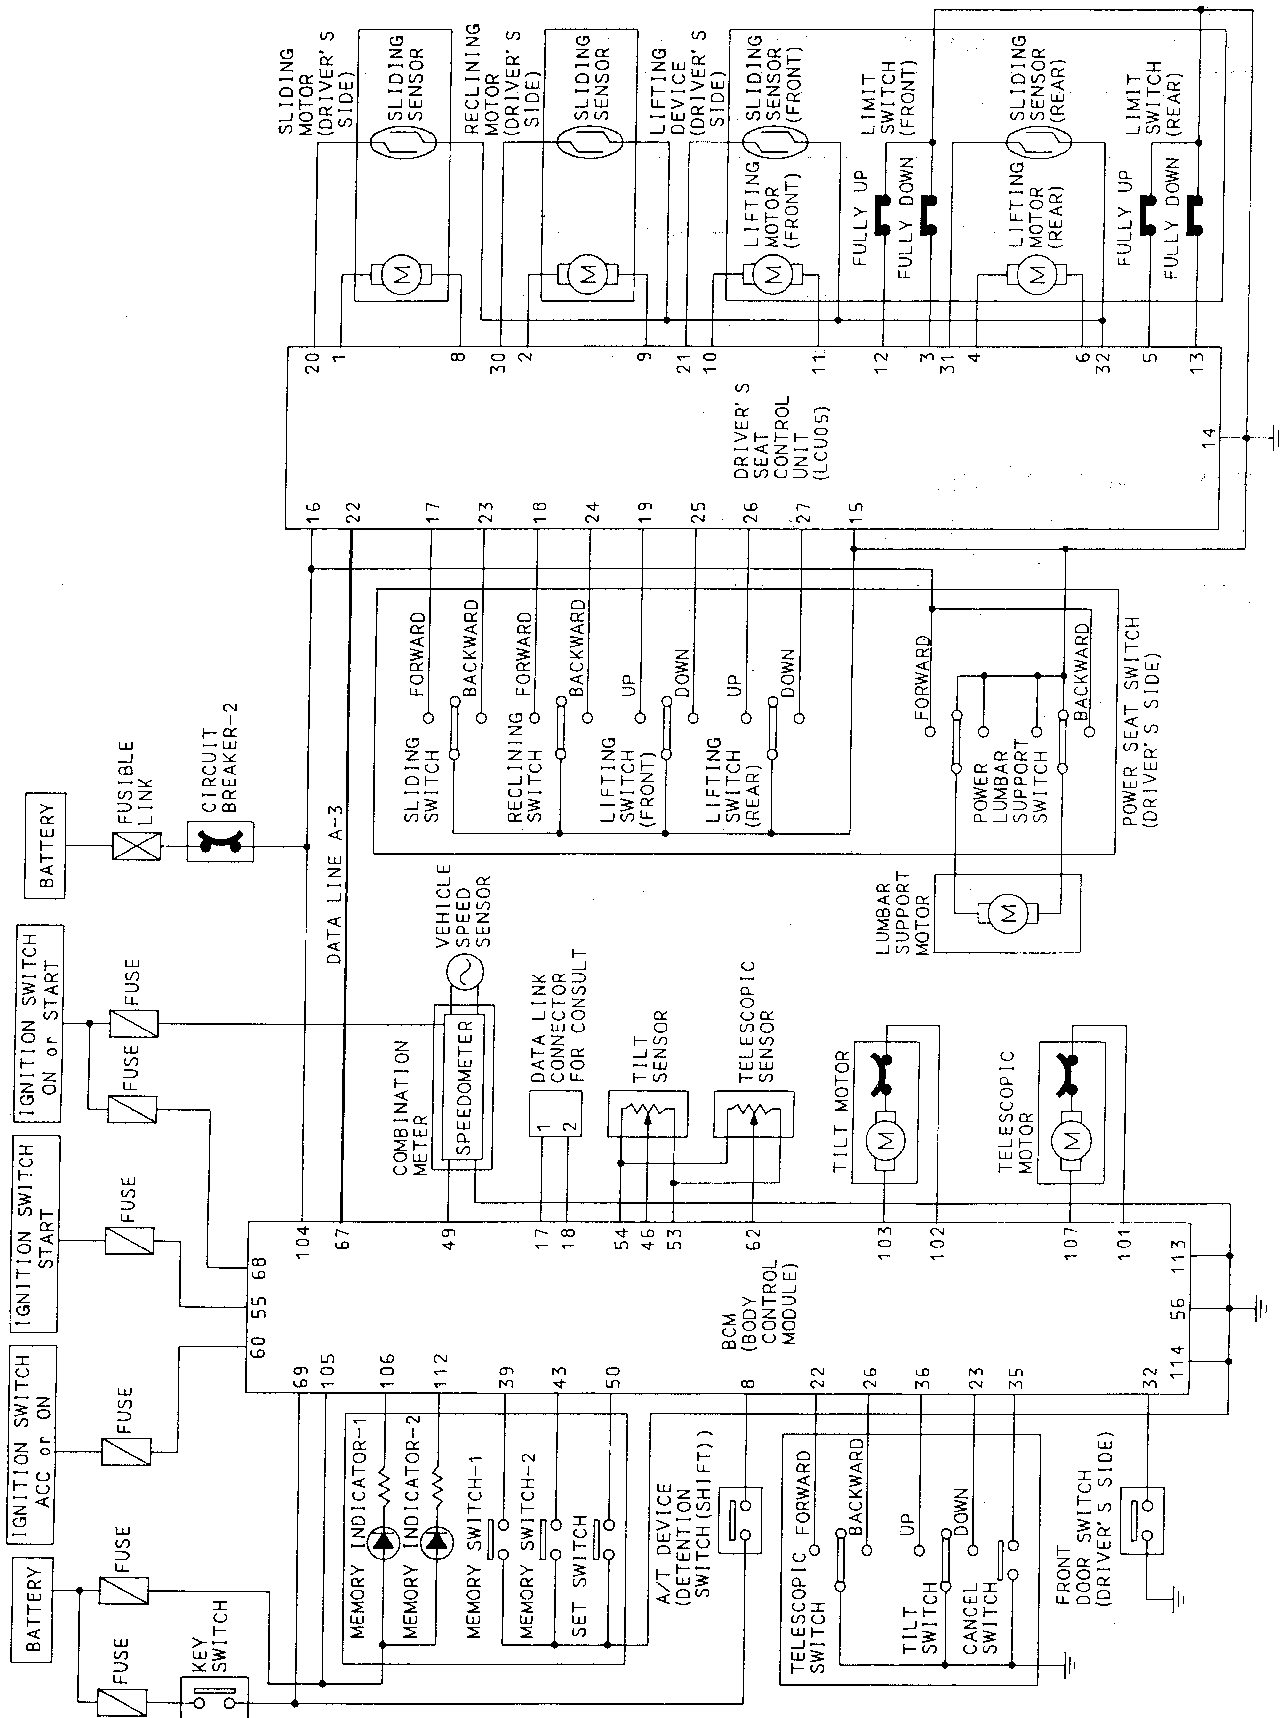 BATTERY
FUSE
FUSE
KEY
SWITCH
IGNITION SWITCH
ACC or ON
FUSE
IGNITION SWITCH
START
FUSE
IGNITION SWITCH
ON or START
FUSE
FUSE
BATTERY
FUSIBLE
LINK
CIRCUIT
BREAKER-2
DATA LINE A-3
60
55
68
69
105
106
112
39
43
50
8
22
26
36
23
35
32
104
67
49
17
18
54
46
53
62
103
102
107
101
114
56
113
BCM
(BODY
CONTROL
MODULE)
MEMORY INDICATOR-1
MEMORY INDICATOR-2
MEMORY SWITCH-1
MEMORY SWITCH-2
SET SWITCH
A/T DEVICE
(DETENTION
SWITCH(SHIFT))
TELESCOPIC
SWITCH
FORWARD
BACKWARD
TILT
SWITCH
UP
DOWN
CANCEL
SWITCH
FRONT
DOOR SWITCH
(DRIVER'S SIDE)
COMBINATION
METER
SPEEDOMETER
VEHICLE
SPEED
SENSOR
DATA LINK
CONNECTOR
FOR CONSULT
1
2
TILT
SENSOR
TELESCOPIC
SENSOR
TILT MOTOR
M
TELESCOPIC
MOTOR
M
LUMBAR
SUPPORT
MOTOR
M
SLIDING
SWITCH
FORWARD
BACKWARD
RECLINING
SWITCH
FORWARD
BACKWARD
LIFTING
SWITCH
(FRONT)
UP
DOWN
LIFTING
SWITCH
(REAR)
UP
DOWN
POWER
LUMBAR
SUPPORT
SWITCH
FORWARD
BACKWARD
POWER SEAT SWITCH
(DRIVER'S SIDE)
16
22
17
23
18
24
19
25
26
27
15
14
DRIVER'S
SEAT
CONTROL
UNIT
(LCU05)
20
1
8
30
2
9
21
10
11
12
3
31
4
6
32
5
13
SLIDING
MOTOR
(DRIVER'S
SIDE)
SLIDING
SENSOR
M
RECLINING
MOTOR
(DRIVER'S
SIDE)
SLIDING
SENSOR
M
LIFTING
DEVICE
(DRIVER'S
SIDE)
SLIDING
SENSOR
(FRONT)
LIFTING
MOTOR
(FRONT)
M
LIMIT
SWITCH
(FRONT)
FULLY UP
FULLY DOWN
SLIDING
SENSOR
(REAR)
LIFTING
MOTOR
(REAR)
M
LIMIT
SWITCH
(REAR)
FULLY UP
FULLY DOWN